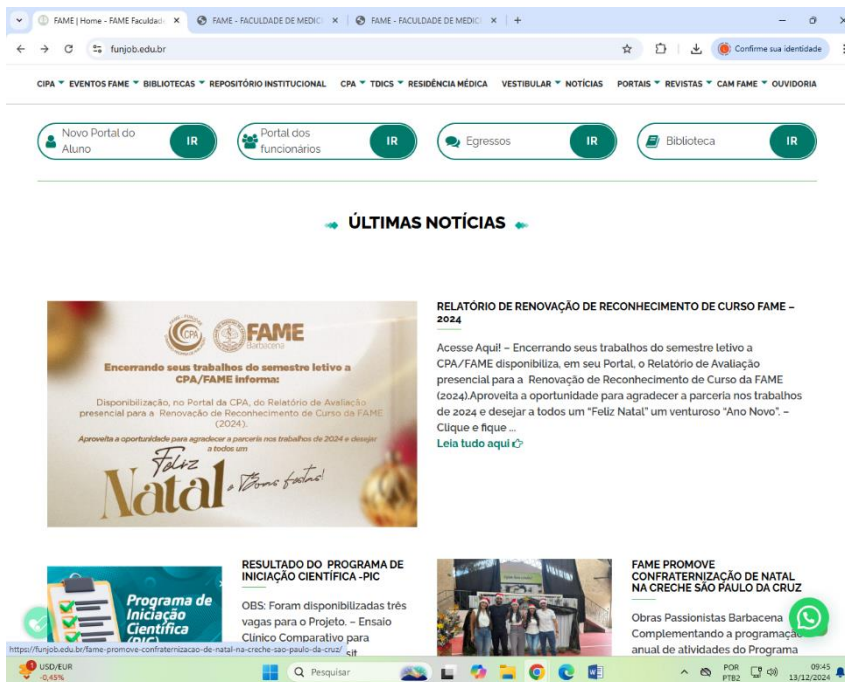 FAME | Home - FAME Faculdad
FAME - FACULDADE DE MEDICI
FAME - FACULDADE DE MEDICI
funjob.edu.br
Confirme sua identidade
CIPA EVENTOS FAME BIBLIOTECAS REPOSITÓRIO INSTITUCIONAL CPA TDICS RESIDÊNCIA MÉDICA VESTIBULAR NOTÍCIAS PORTAIS REVISTAS CAM FAME OUVIDORIA
Novo Portal do
Aluno
IR
Portal dos
funcionários
IR
Egressos
IR
Biblioteca
IR
ÚLTIMAS NOTÍCIAS
CPA
FAME
Barbacena
Encerrando seus trabalhos do semestre letivo a
CPA/FAME informa:
Disponibilização, no Portal da CPA, do Relatório de Avaliação
presencial para a Renovação de Reconhecimento de Curso da FAME
(2024).
Aproveita a oportunidade para agradecer a parceria nos trabalhos de 2024 e desejar
a todos um
Feliz
Natal
e Boas festas!
RELATÓRIO DE RENOVAÇÃO DE RECONHECIMENTO DE CURSO FAME –
2024
Acesse Aqui! – Encerrando seus trabalhos do semestre letivo a
CPA/FAME disponibiliza, em seu Portal, o Relatório de Avaliação
presencial para a Renovação de Reconhecimento de Curso da FAME
(2024).Aproveita a oportunidade para agradecer a parceria nos trabalhos
de 2024 e desejar a todos um “Feliz Natal” um venturoso “Ano Novo”. –
Clique e fique ...
Leia tudo aqui
Programa de
Iniciação
Científica
(PIC)
RESULTADO DO PROGRAMA DE
INICIAÇÃO CIENTÍFICA -PIC
OBS: Foram disponibilizadas três
vagas para o Projeto. – Ensaio
Clínico Comparativo para
FAME PROMOVE
CONFRATERNIZAÇÃO DE NATAL
NA CRECHE SÃO PAULO DA CRUZ
Obras Passionistas Barbacena
Complementando a programação
anual de atividades do Programa
https://funjob.edu.br/fame-promove-confraternizacao-de-natal-na-creche-sao-paulo-da-cruz/
USD/EUR
-0,45%
Pesquisar
POR
PTB2
09:45
13/12/2024